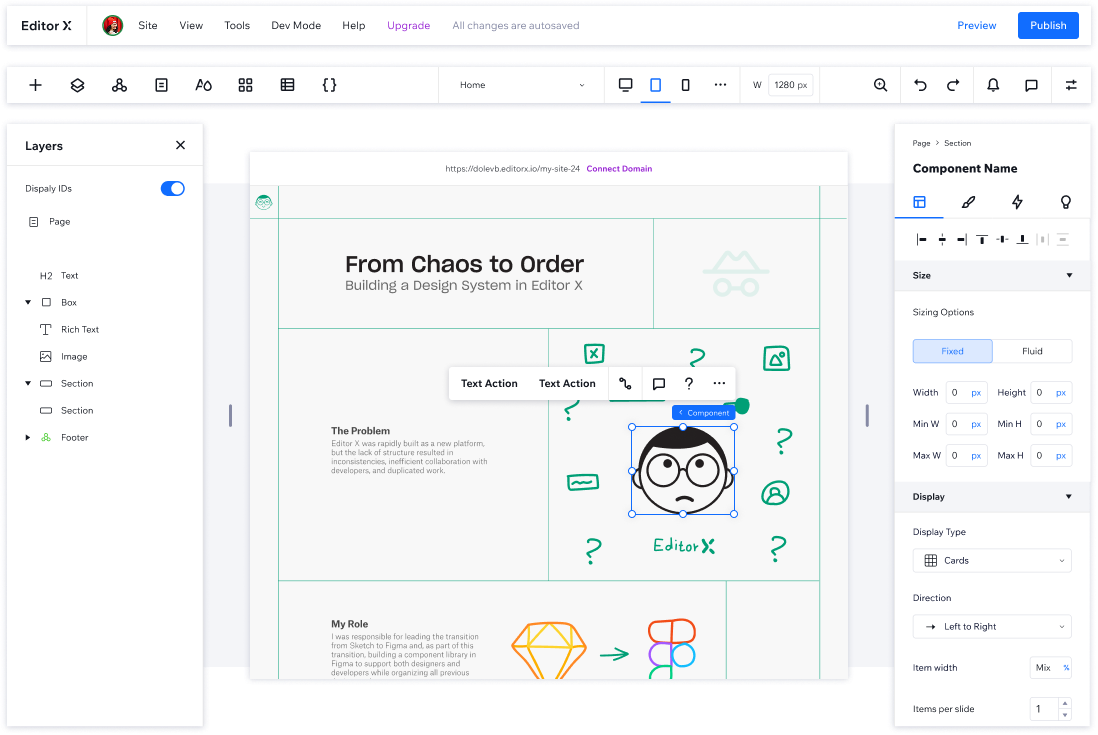 Editor X Site View Tools Dev Mode Help Upgrade All changes are autosaved Preview Publish
Home W 1280 px
Layers
Dispaly IDs
Page
H2 Text
Box
Rich Text
Image
Section
Section
Footer
https://dolevb.editorx.io/my-site-24 Connect Domain
From Chaos to Order
Building a Design System in Editor X
Text Action Text Action ?
Component
The Problem
Editor X was rapidly built as a new platform,
but the lack of structure resulted in
inconsistencies, inefficient collaboration with
developers, and duplicated work.
? ? ? ? ?
Editor X
My Role
I was responsible for leading the transition
from Sketch to Figma and, as part of this
transition, building a component library in
Figma to support both designers and
developers while organizing all previous
Page > Section
Component Name
Size
Sizing Options
Fixed Fluid
Width 0 px Height 0 px
Min W 0 px Min H 0 px
Max W 0 px Max H 0 px
Display
Display Type
Cards
Direction
Left to Right
Item width Mix %
Items per slide 1